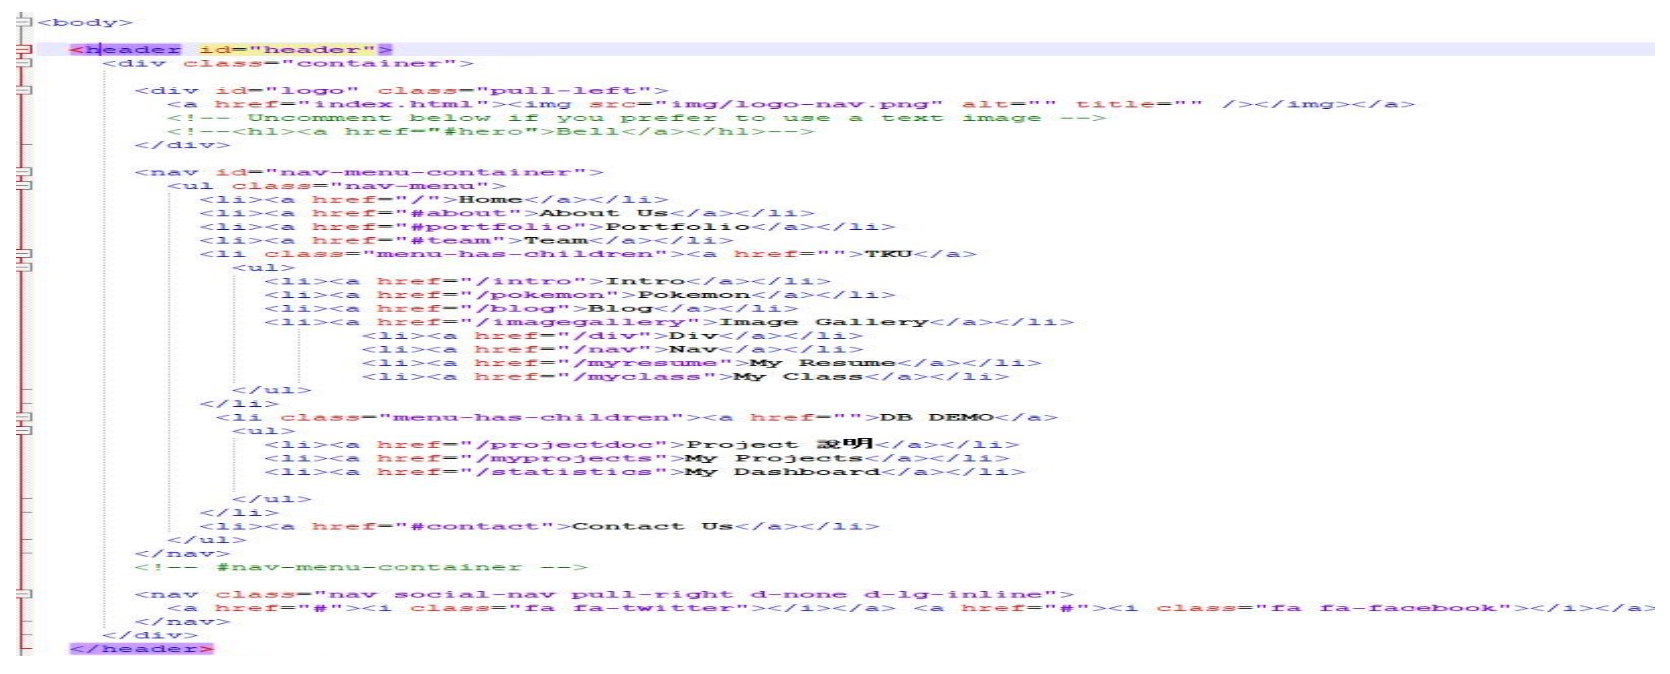 <body>
<header id="header">
<div class="container">
<div id="logo" class="pull-left">
<a href="index.html"><img src="img/logo-nav.png" alt="" title="" /></img></a>
<!-- Uncomment below if you prefer to use a text image -->
<!--<h1><a href="#hero">Bell</a></h1>-->
</div>
<nav id="nav-menu-container">
<ul class="nav-menu">
<li><a href="/">Home</a></li>
<li><a href="#about">About Us</a></li>
<li><a href="#portfolio">Portfolio</a></li>
<li><a href="#team">Team</a></li>
<li class="menu-has-children"><a href="">TKU</a>
<ul>
<li><a href="/intro">Intro</a></li>
<li><a href="/pokemon">Pokemon</a></li>
<li><a href="/blog">Blog</a></li>
<li><a href="/imagegallery">Image Gallery</a></li>
<li><a href="/div">Div</a></li>
<li><a href="/nav">Nav</a></li>
<li><a href="/myresume">My Resume</a></li>
<li><a href="/myclass">My Class</a></li>
</ul>
</li>
<li class="menu-has-children"><a href="">DB DEMO</a>
<ul>
<li><a href="/projectdoc">Project 說明</a></li>
<li><a href="/myprojects">My Projects</a></li>
<li><a href="/statistics">My Dashboard</a></li>
</ul>
</li>
<li><a href="#contact">Contact Us</a></li>
</ul>
</nav>
<!-- #nav-menu-container -->
<nav class="nav social-nav pull-right d-none d-lg-inline">
<a href="#"><i class="fa fa-twitter"></i></a> <a href="#"><i class="fa fa-facebook"></i></a>
</nav>
</div>
</header>